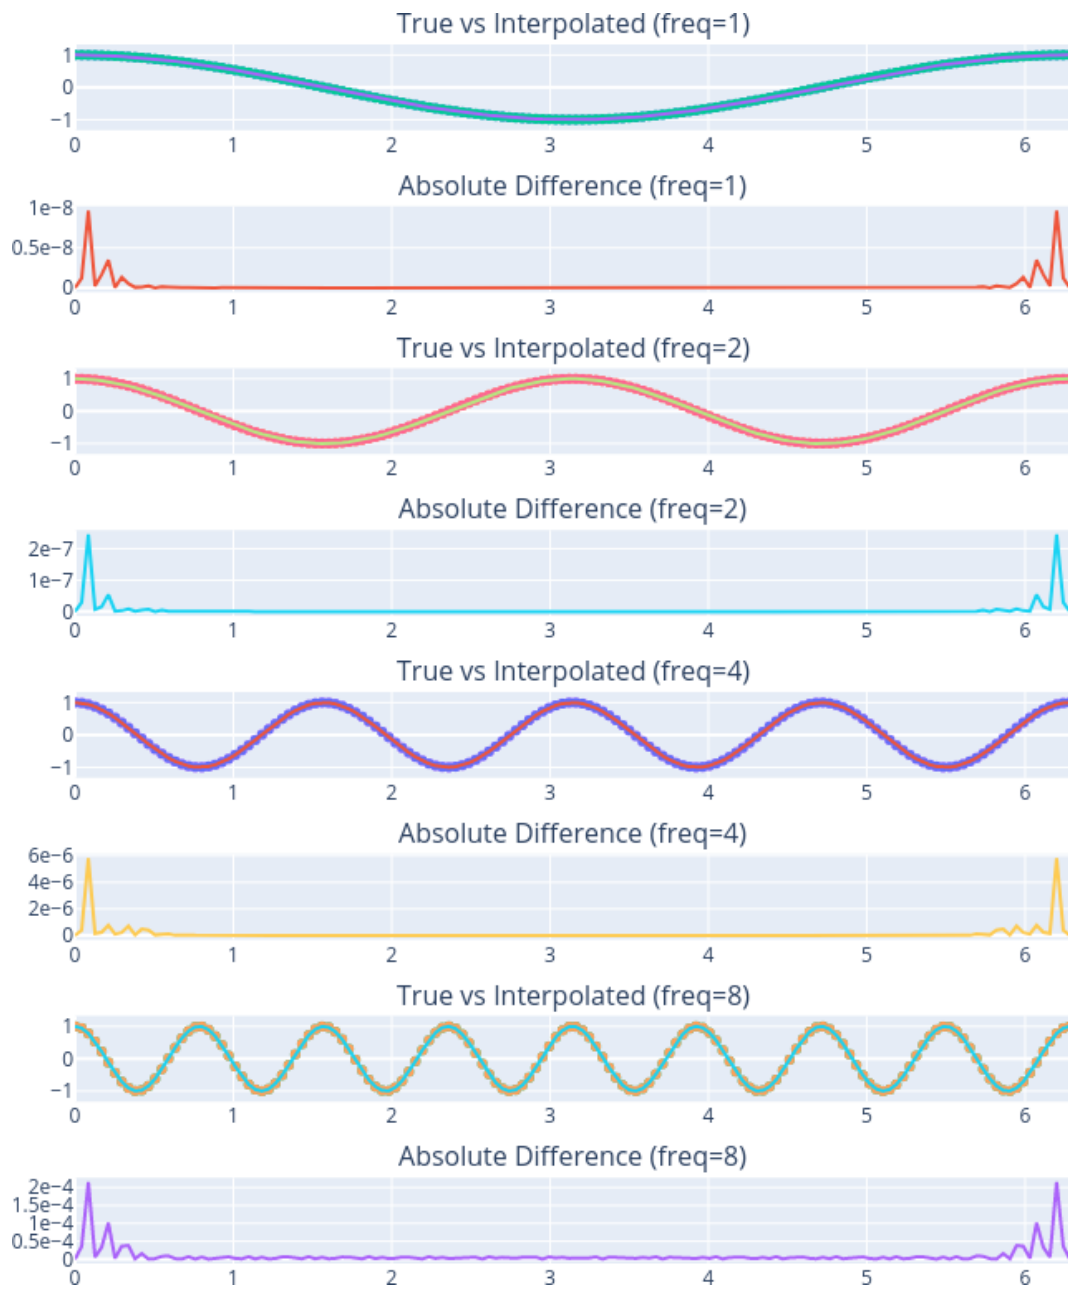 True vs Interpolated (freq=1)
1
0
−1
0 1 2 3 4 5 6
Absolute Difference (freq=1)
1e−8
0.5e−8
0
0 1 2 3 4 5 6
True vs Interpolated (freq=2)
1
0
−1
0 1 2 3 4 5 6
Absolute Difference (freq=2)
2e−7
1e−7
0
0 1 2 3 4 5 6
True vs Interpolated (freq=4)
1
0
−1
0 1 2 3 4 5 6
Absolute Difference (freq=4)
6e−6
4e−6
2e−6
0
0 1 2 3 4 5 6
True vs Interpolated (freq=8)
1
0
−1
0 1 2 3 4 5 6
Absolute Difference (freq=8)
2e−4
1.5e−4
1e−4
0.5e−4
0
0 1 2 3 4 5 6